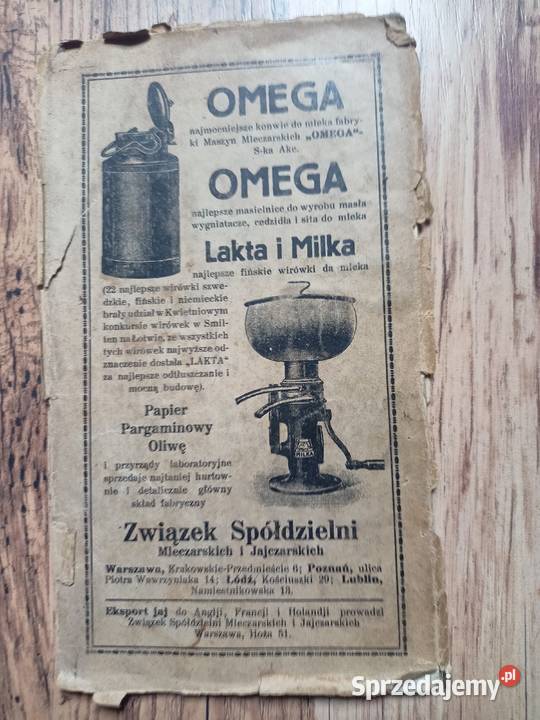 OMEGA
najmocniejsze konwie do mleka fabry-
ki Maszyn Mleczarskich „OMEGA"-
S-ka Akc.
OMEGA
najlepsze masielnice do wyrobu masła
wygniatacze, cedzidła i sita do mleka
Lakta i Milka
najlepsze fińskie wirówki da mleka
(22 najlepsze wirówki szwe-
dzkie, fińskie i niemieckie
brały udział w Kwietniowym
konkursie wirówek w Smil-
ten na Łotwie, ze wszystkich
tych wirówek najwyższe od-
znaczenie dostała „LAKTA"
za najlepsze odtłuszczanie i
mocną budowę).
MILKA
Papier
Pargaminowy
Oliwę
i przyrządy laboratoryjne
sprzedaje najtaniej hurtow-
nie i detalicznie główny
skład fabryczny
Związek Spółdzielni
Mleczarskich i Jajczarskich
Warszawa, Krakowskie-Przedmieście 6; Poznań, ulica
Piotra Wawrzyniaka 14; Łódź, Kościuszki 29; Lublin,
Namiestnikowska 13.
Eksport jaj do Anglji, Francji i Holandji prowadzi
Związek Spółdzielni Mleczarskich i Jajczarskich
Warszawa, Hoża 51.
Sprzedajemy.pl